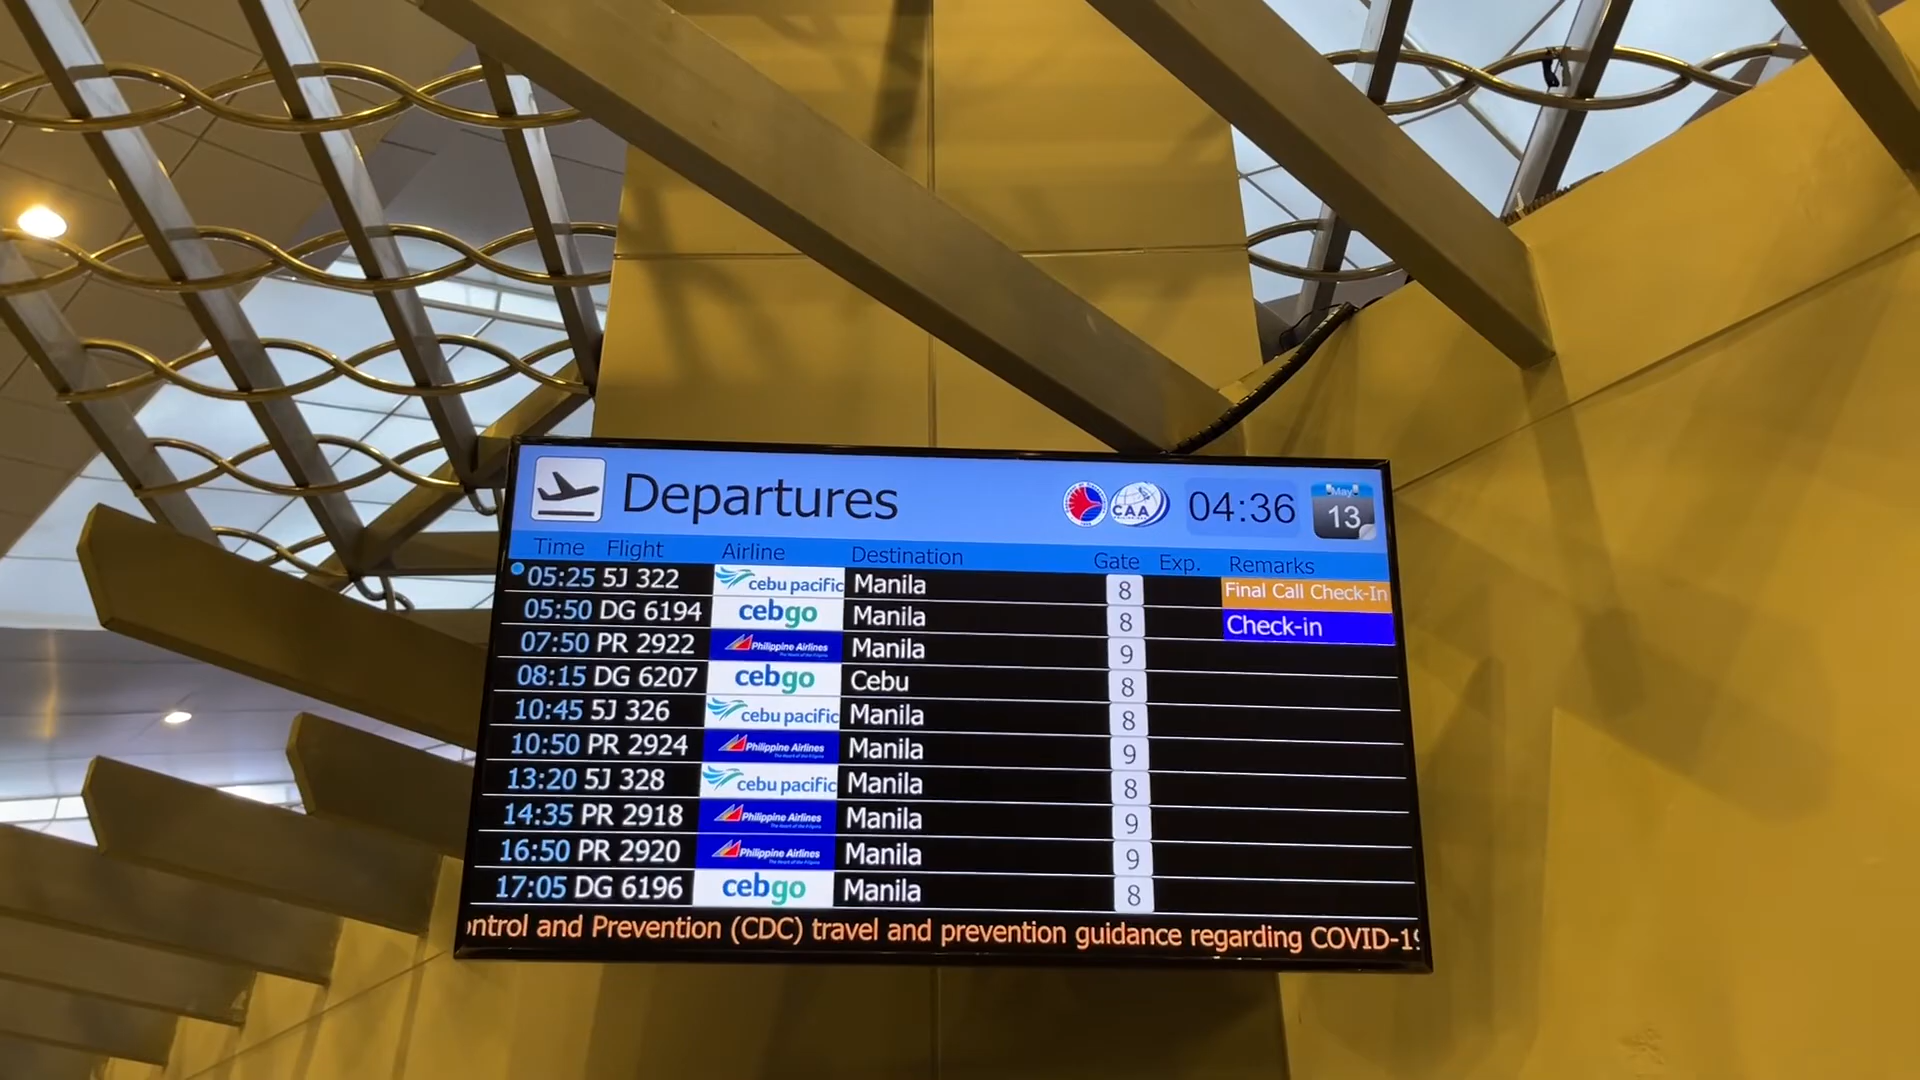 Departures CAA 04:36 May 13
Time Flight Airline Destination Gate Exp. Remarks
05:25 5J 322 cebu pacific Manila 8 Final Call Check-In
05:50 DG 6194 cebgo Manila 8 Check-in
07:50 PR 2922 Philippine Airlines Manila 9
08:15 DG 6207 cebgo Cebu 8
10:45 5J 326 cebu pacific Manila 8
10:50 PR 2924 Philippine Airlines Manila 9
13:20 5J 328 cebu pacific Manila 8
14:35 PR 2918 Philippine Airlines Manila 9
16:50 PR 2920 Philippine Airlines Manila 9
17:05 DG 6196 cebgo Manila 8
ontrol and Prevention (CDC) travel and prevention guidance regarding COVID-19